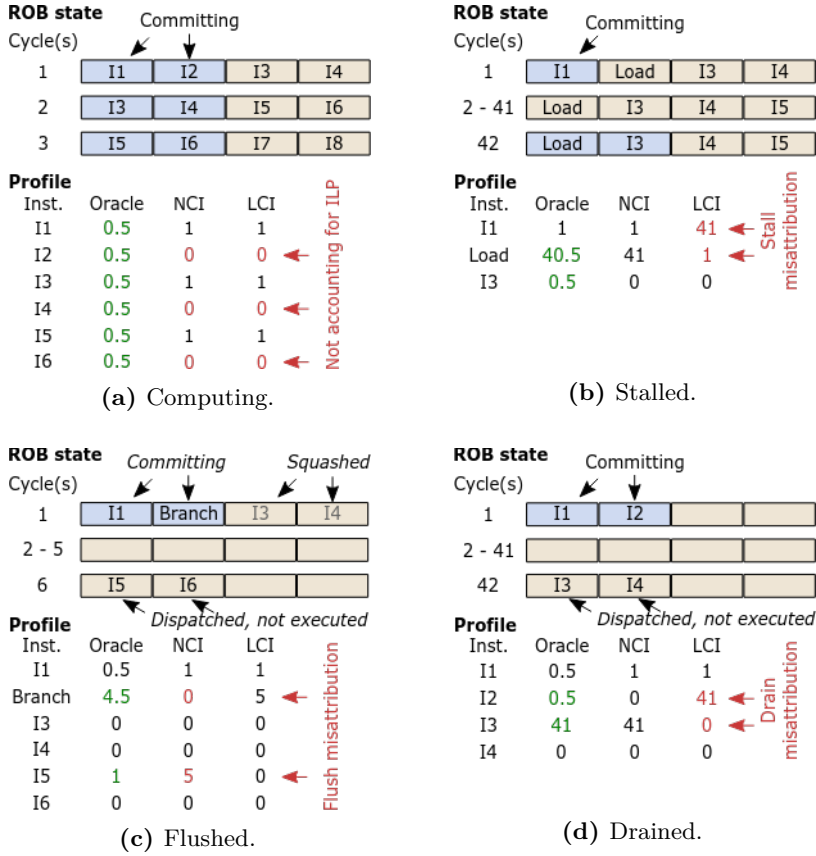 ROB state
Committing
Cycle(s)
1 I1 I2 I3 I4
2 I3 I4 I5 I6
3 I5 I6 I7 I8
Profile
Inst. Oracle NCI LCI
I1 0.5 1 1
I2 0.5 0 0
I3 0.5 1 1
I4 0.5 0 0
I5 0.5 1 1
I6 0.5 0 0
Not accounting for ILP
(a) Computing.
ROB state
Committing
Cycle(s)
1 I1 Load I3 I4
2 - 41 Load I3 I4 I5
42 Load I3 I4 I5
Profile
Inst. Oracle NCI LCI
I1 1 1 41
Load 40.5 41 1
I3 0.5 0 0
Stall
misattribution
(b) Stalled.
ROB state
Committing Squashed
Cycle(s)
1 I1 Branch I3 I4
2 - 5
6 I5 I6
Dispatched, not executed
Profile
Inst. Oracle NCI LCI
I1 0.5 1 1
Branch 4.5 0 5
I3 0 0 0
I4 0 0 0
I5 1 5 0
I6 0 0 0
Flush misattribution
(c) Flushed.
ROB state
Committing
Cycle(s)
1 I1 I2
2 - 41
42 I3 I4
Dispatched, not executed
Profile
Inst. Oracle NCI LCI
I1 0.5 1 1
I2 0.5 0 41
I3 41 41 0
I4 0 0 0
Drain
misattribution
(d) Drained.